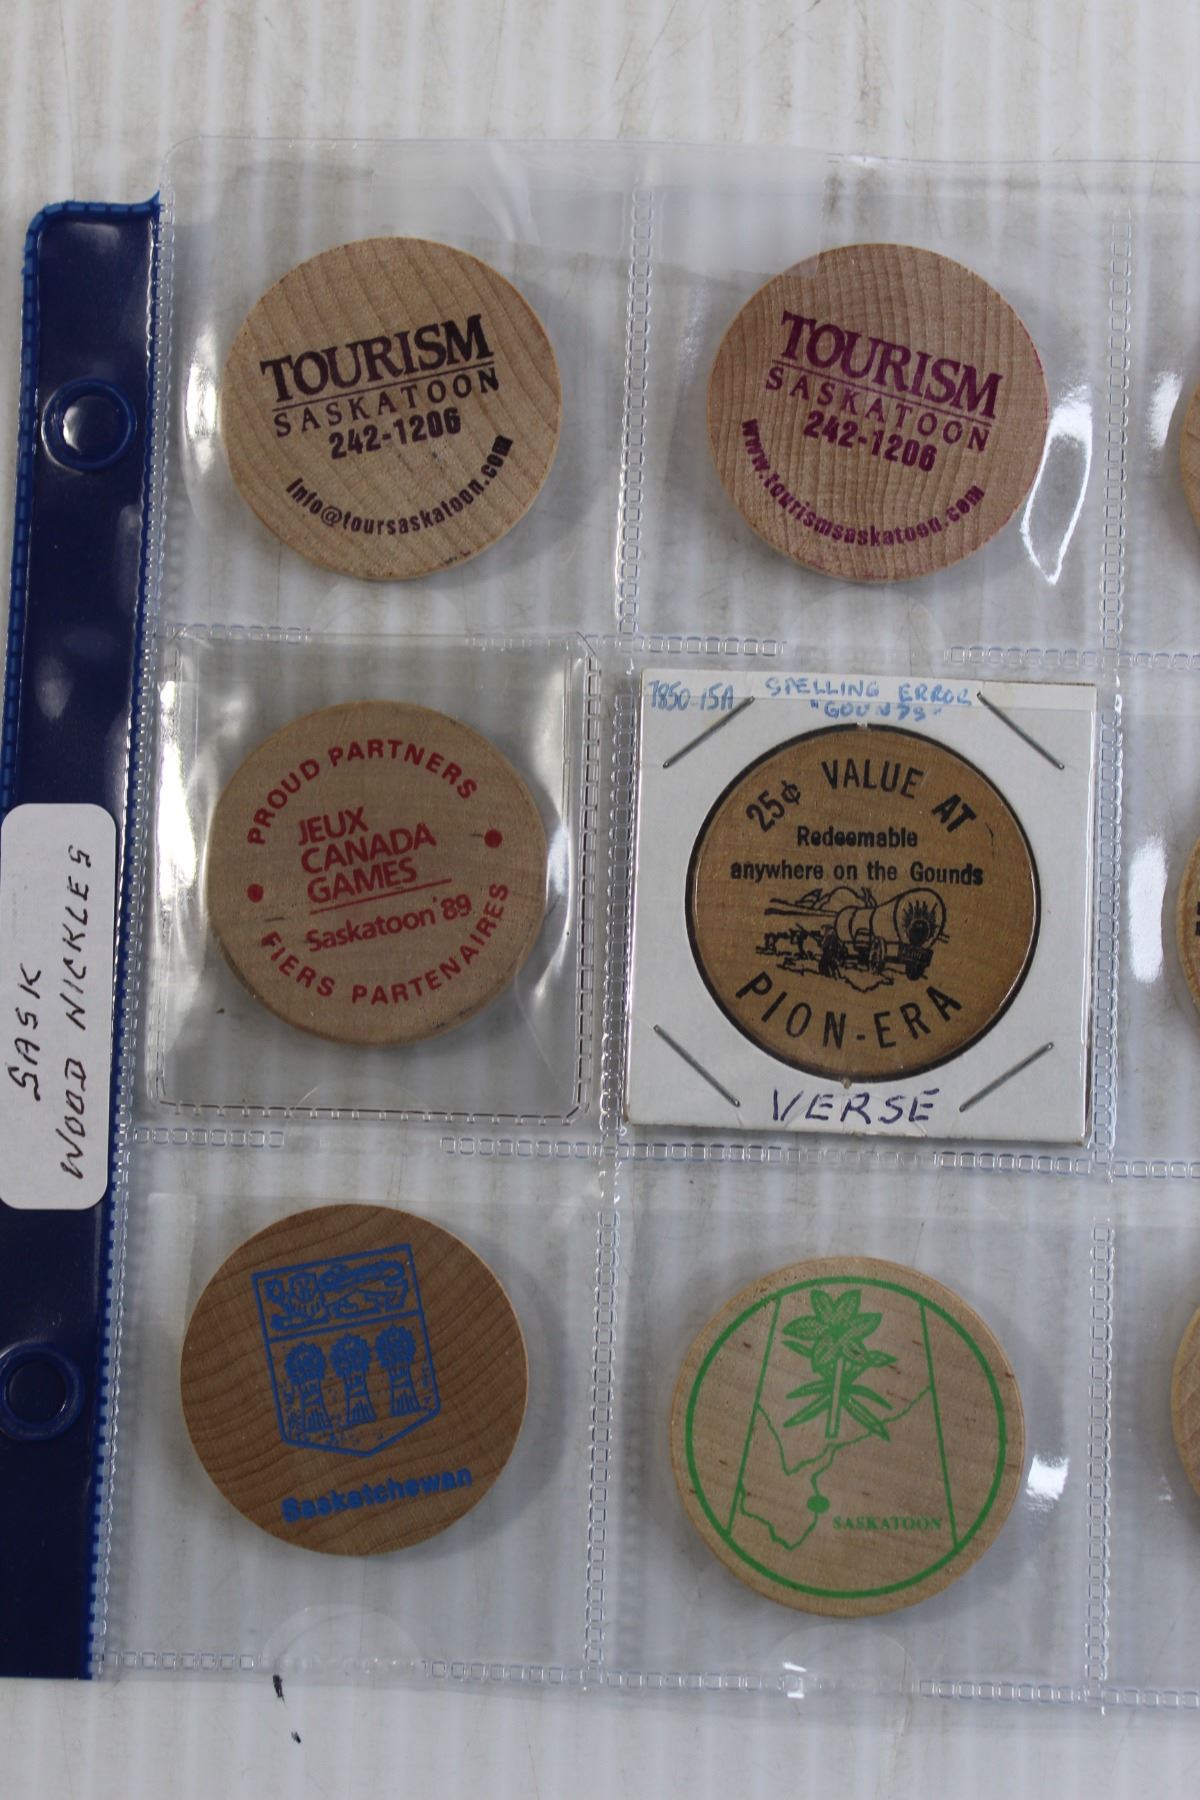 TOURISM
SASKATOON
242-1206
info@toursaskatoon.com
TOURISM
SASKATOON
242-1206
www.tourismsaskatoon.com
SASK
WOOD NICKLES
PROUD PARTNERS
JEUX
CANADA
GAMES
Saskatoon '89
FIERS PARTENAIRES
7850-15A
SPELLING ERROR
"GOUNDS"
25¢ VALUE AT
Redeemable
anywhere on the Gounds
PION-ERA
VERSE
Saskatchewan
SASKATOON